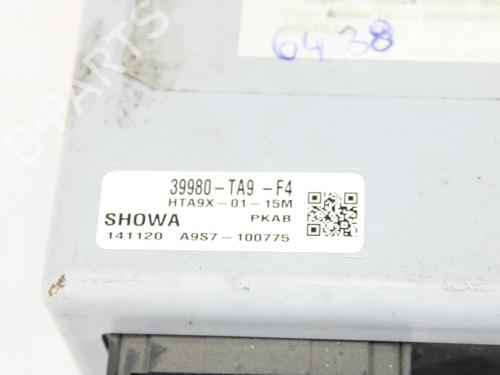 6438
B-PARTS
39980-TA9 -F4
HTA9X-01-15M
SHOWA PKAB
141120 A9S7-100775